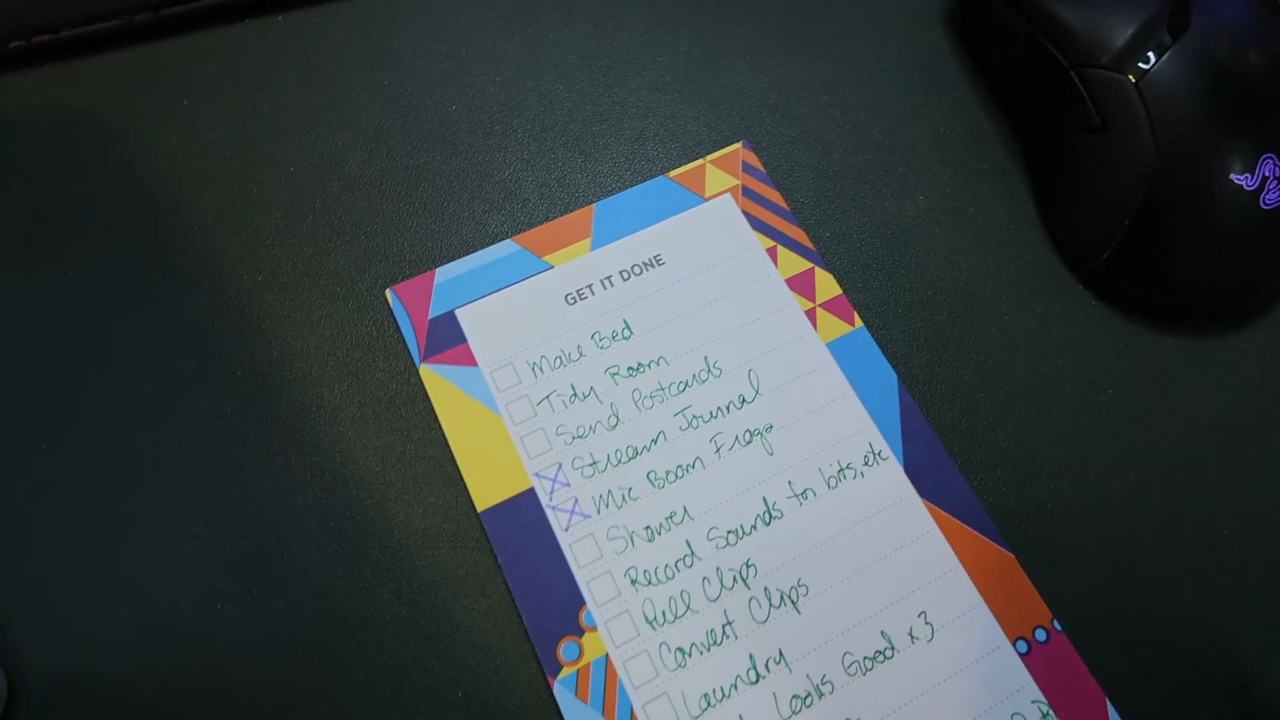 GET IT DONE
Make Bed
Tidy Room
Send Postcards
Stream Journal
Mic Boom Frogs
Shower
Record Sounds for bits, etc
Pull Clips
Convert Clips
Laundry
Looks Good x3